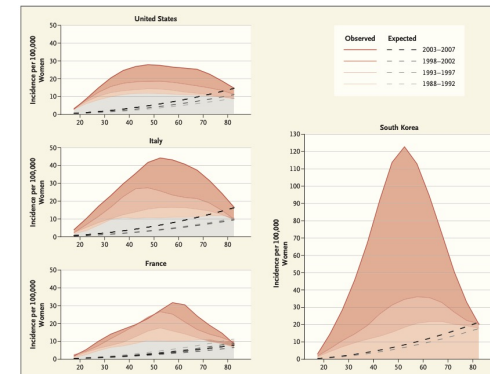 United States
50
40
30
20
10
0
Incidence per 100,000
Women
20 30 40 50 60 70 80
Observed Expected
2003–2007
1998–2002
1993–1997
1988–1992
Italy
50
40
30
20
10
0
Incidence per 100,000
Women
20 30 40 50 60 70 80
France
50
40
30
20
10
0
Incidence per 100,000
Women
20 30 40 50 60 70 80
South Korea
130
120
110
100
90
80
70
60
50
40
30
20
10
0
Incidence per 100,000
Women
20 30 40 50 60 70 80